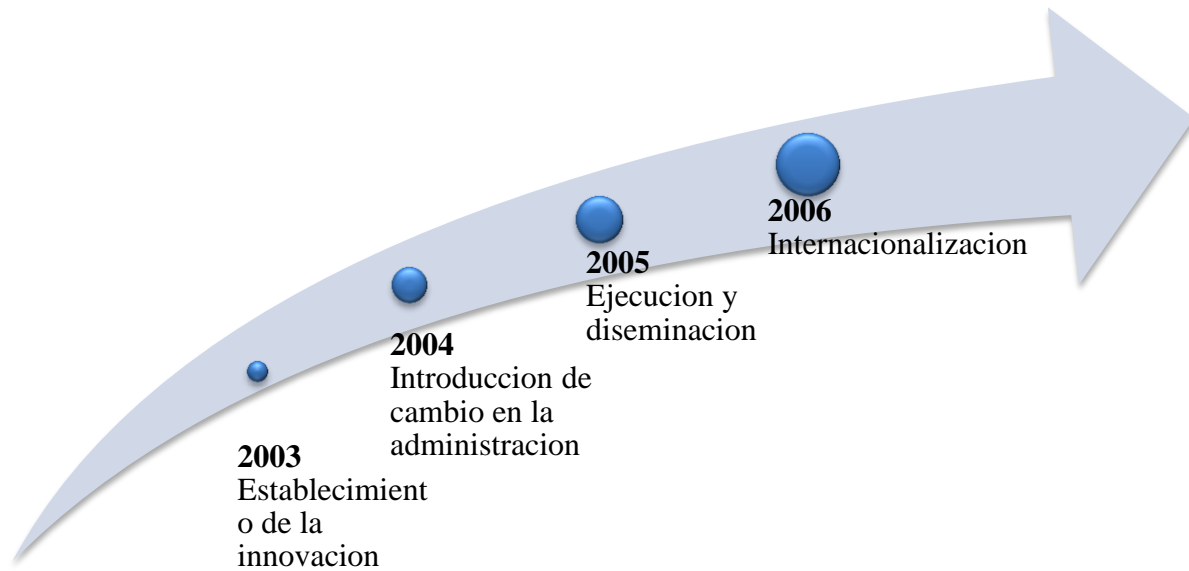 2003
Establecimient
o de la
innovacion
2004
Introduccion de
cambio en la
administracion
2005
Ejecucion y
diseminacion
2006
Internacionalizacion